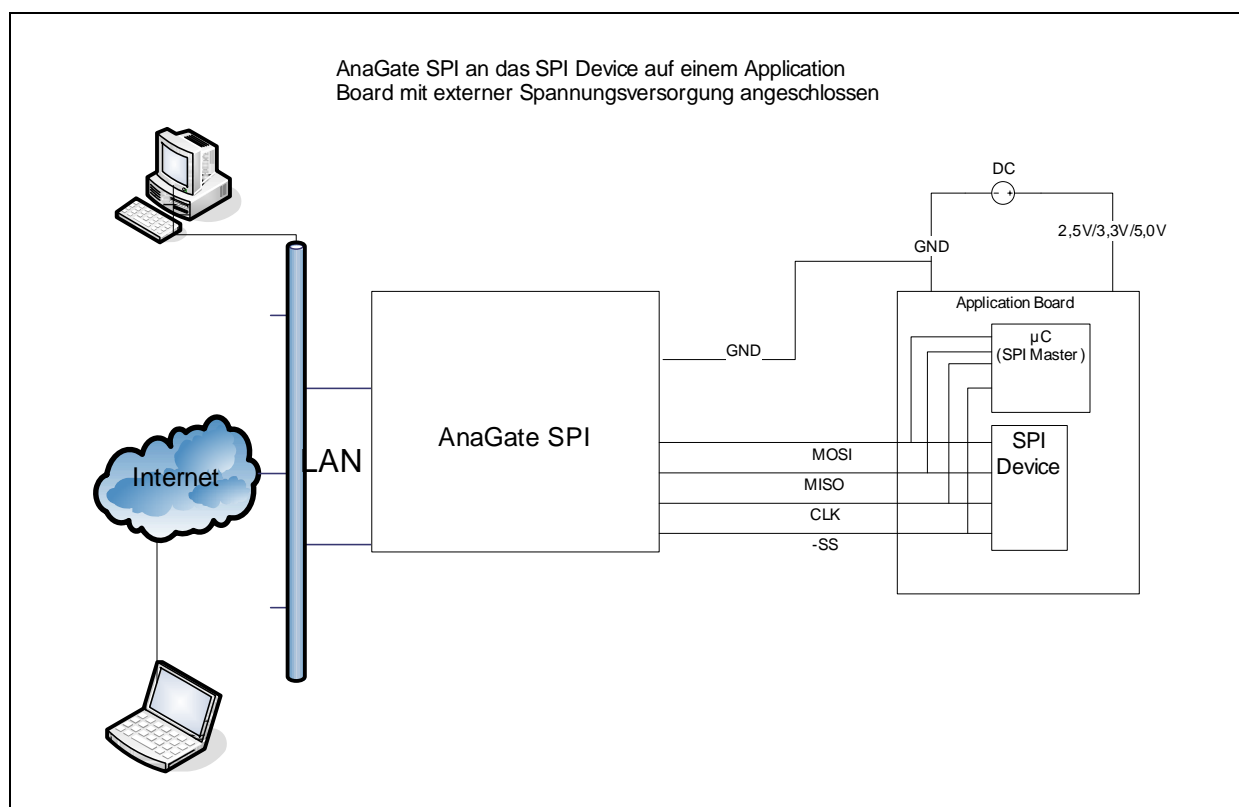 AnaGate SPI an das SPI Device auf einem Application
Board mit externer Spannungsversorgung angeschlossen
DC
- +
GND
2,5V/3,3V/5,0V
Application Board
µC
(SPI Master)
GND
AnaGate SPI
SPI
Device
MOSI
MISO
CLK
-SS
LAN
Internet